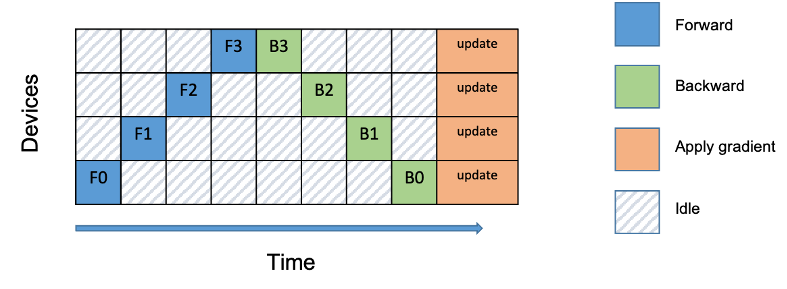 F3 B3 update
F2 B2 update
F1 B1 update
F0 B0 update
Devices
Time
Forward
Backward
Apply gradient
Idle